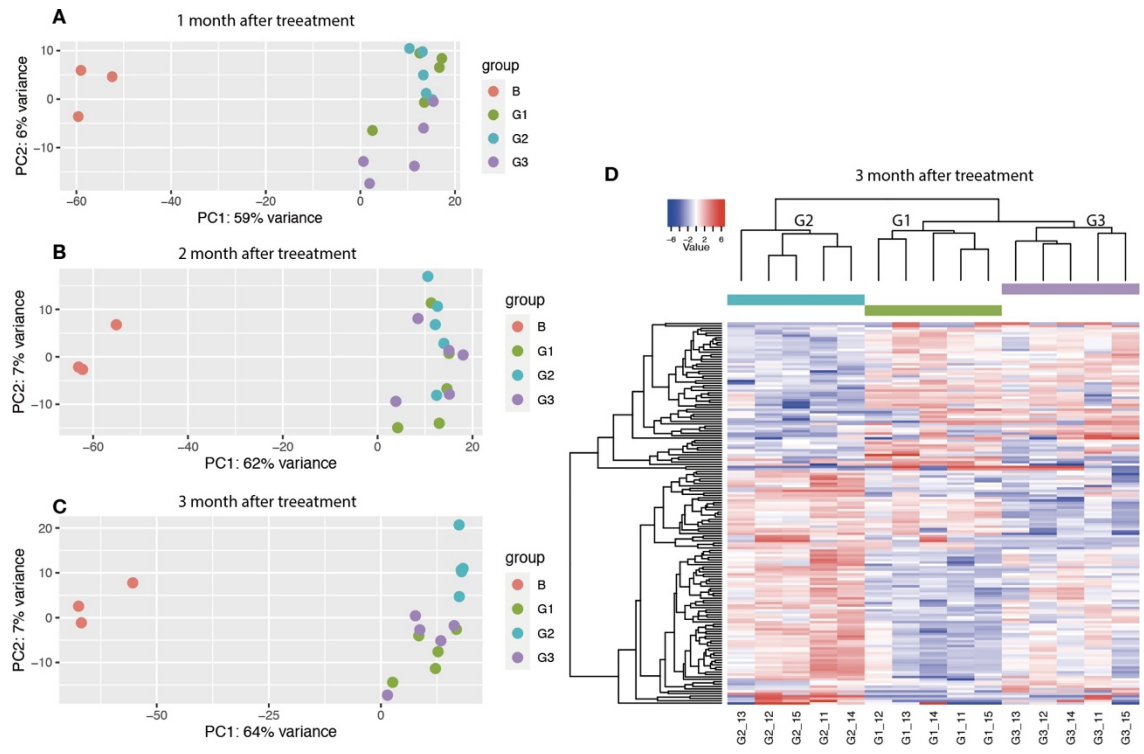 A
1 month after treeatment
PC2: 6% variance
10
0
−10
−60
−40
−20
0
20
PC1: 59% variance
group
B
G1
G2
G3
B
2 month after treeatment
PC2: 7% variance
10
0
−10
−60
−40
−20
0
20
PC1: 62% variance
group
B
G1
G2
G3
C
3 month after treeatment
PC2: 7% variance
20
10
0
−10
−50
−25
0
PC1: 64% variance
group
B
G1
G2
G3
D
3 month after treeatment
−6 −2 2 6
Value
G2
G1
G3
G2_13
G2_12
G2_15
G2_11
G2_14
G1_12
G1_13
G1_14
G1_11
G1_15
G3_13
G3_12
G3_14
G3_11
G3_15